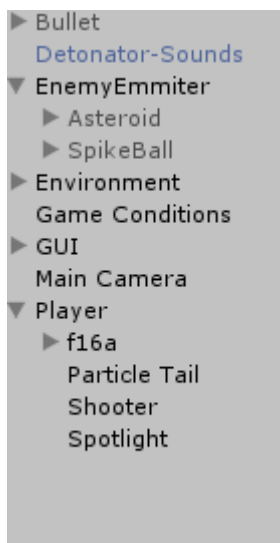 Bullet
Detonator-Sounds
EnemyEmmiter
Asteroid
SpikeBall
Environment
Game Conditions
GUI
Main Camera
Player
f16a
Particle Tail
Shooter
Spotlight